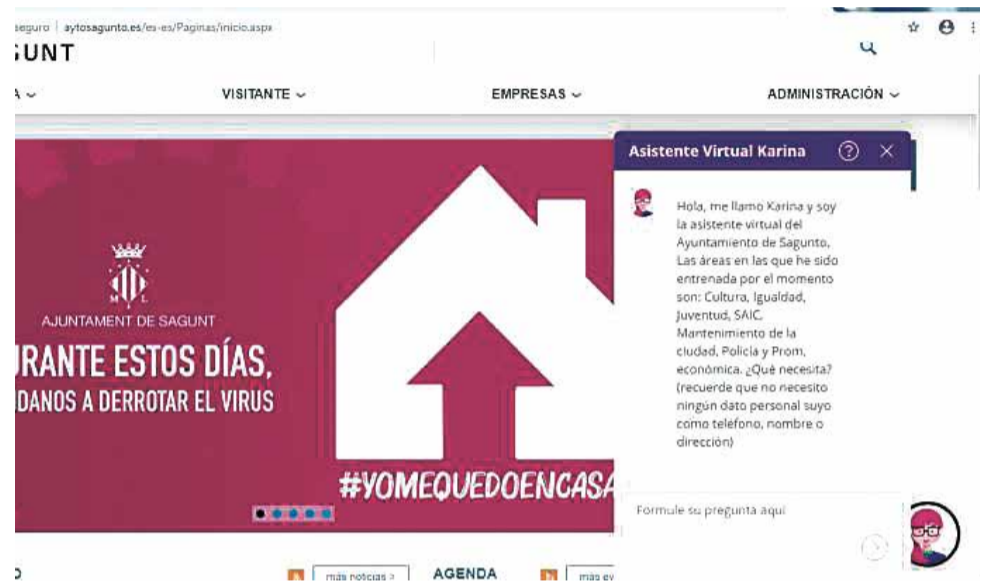 seguro | aytosagunto.es/es-es/Paginas/inicio.aspx
GUNT
A
VISITANTE
EMPRESAS
ADMINISTRACIÓN
M L
AJUNTAMENT DE SAGUNT
URANTE ESTOS DÍAS,
DANOS A DERROTAR EL VIRUS
#YOMEQUEDOENCASA
Asistente Virtual Karina
Hola, me llamo Karina y soy
la asistente virtual del
Ayuntamiento de Sagunto,
Las áreas en las que he sido
entrenada por el momento
son: Cultura, Igualdad,
Juventud, SAIC,
Mantenimiento de la
ciudad, Policía y Prom,
económica. ¿Qué necesita?
(recuerde que no necesito
ningún dato personal suyo
como teléfono, nombre o
dirección)
Formule su pregunta aquí
más noticias >
AGENDA
más ev